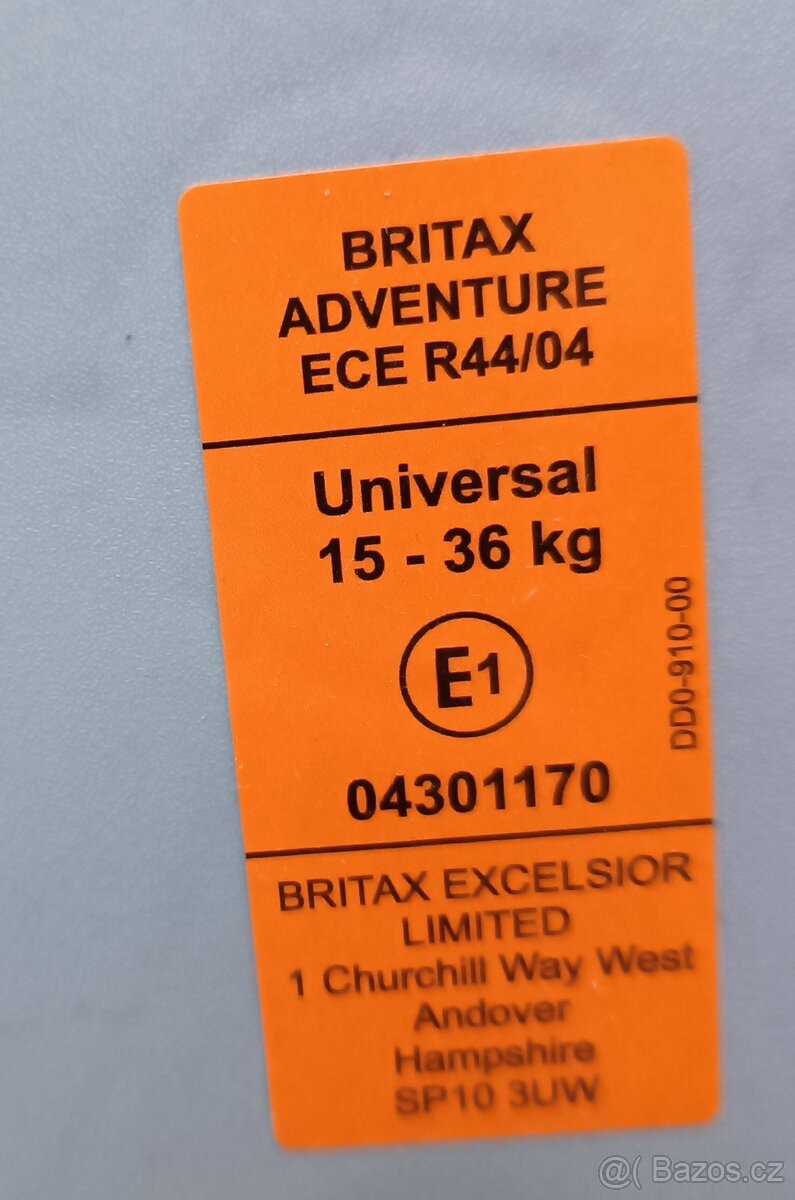 BRITAX
ADVENTURE
ECE R44/04
Universal
15 - 36 kg
E1
04301170
DD0-910-00
BRITAX EXCELSIOR
LIMITED
1 Churchill Way West
Andover
Hampshire
SP10 3UW
@( Bazos.cz